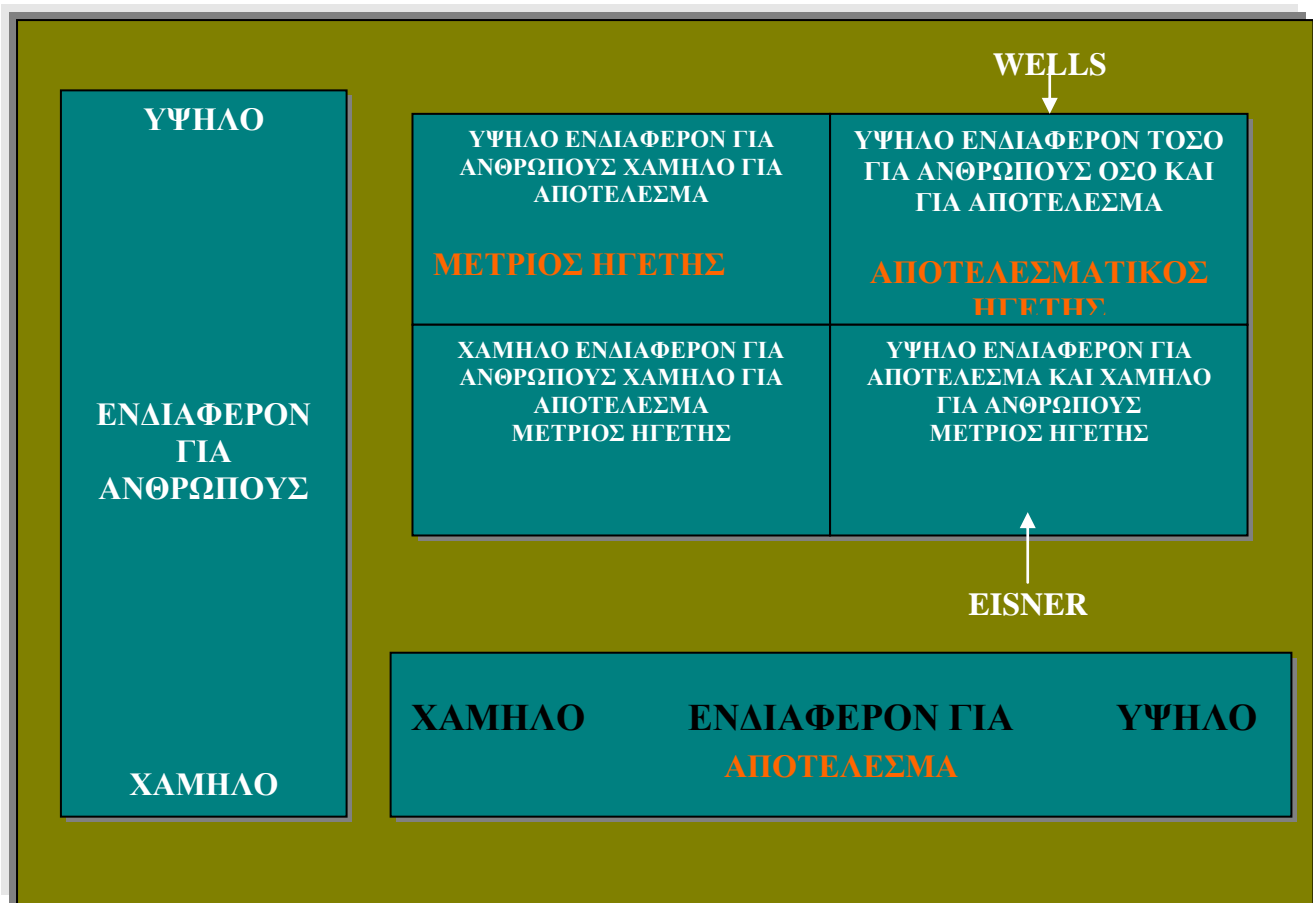 WELLS
ΥΨΗΛΟ
ΕΝΔΙΑΦΕΡΟΝ
ΓΙΑ
ΑΝΘΡΩΠΟΥΣ
ΧΑΜΗΛΟ
ΥΨΗΛΟ ΕΝΔΙΑΦΕΡΟΝ ΓΙΑ
ΑΝΘΡΩΠΟΥΣ ΧΑΜΗΛΟ ΓΙΑ
ΑΠΟΤΕΛΕΣΜΑ
ΜΕΤΡΙΟΣ ΗΓΕΤΗΣ
ΥΨΗΛΟ ΕΝΔΙΑΦΕΡΟΝ ΤΟΣΟ
ΓΙΑ ΑΝΘΡΩΠΟΥΣ ΟΣΟ ΚΑΙ
ΓΙΑ ΑΠΟΤΕΛΕΣΜΑ
ΑΠΟΤΕΛΕΣΜΑΤΙΚΟΣ
ΗΓΕΤΗΣ
ΧΑΜΗΛΟ ΕΝΔΙΑΦΕΡΟΝ ΓΙΑ
ΑΝΘΡΩΠΟΥΣ ΧΑΜΗΛΟ ΓΙΑ
ΑΠΟΤΕΛΕΣΜΑ
ΜΕΤΡΙΟΣ ΗΓΕΤΗΣ
ΥΨΗΛΟ ΕΝΔΙΑΦΕΡΟΝ ΓΙΑ
ΑΠΟΤΕΛΕΣΜΑ ΚΑΙ ΧΑΜΗΛΟ
ΓΙΑ ΑΝΘΡΩΠΟΥΣ
ΜΕΤΡΙΟΣ ΗΓΕΤΗΣ
EISNER
ΧΑΜΗΛΟ ΕΝΔΙΑΦΕΡΟΝ ΓΙΑ ΥΨΗΛΟ
ΑΠΟΤΕΛΕΣΜΑ